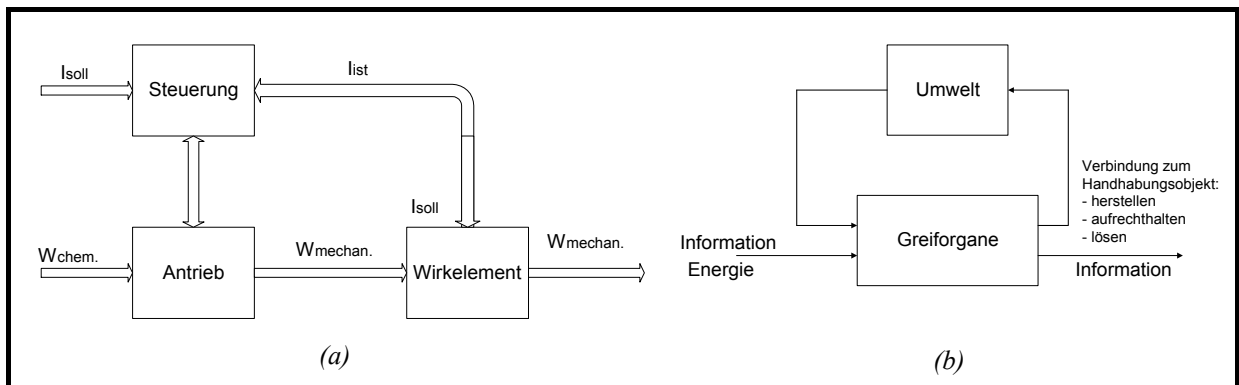 Isoll
Steuerung
Iist
Isoll
Wchem.
Antrieb
Wmechan.
Wirkelement
Wmechan.
(a)
Umwelt
Verbindung zum
Handhabungsobjekt:
- herstellen
- aufrechthalten
- lösen
Greiforgane
Information
Energie
Information
(b)